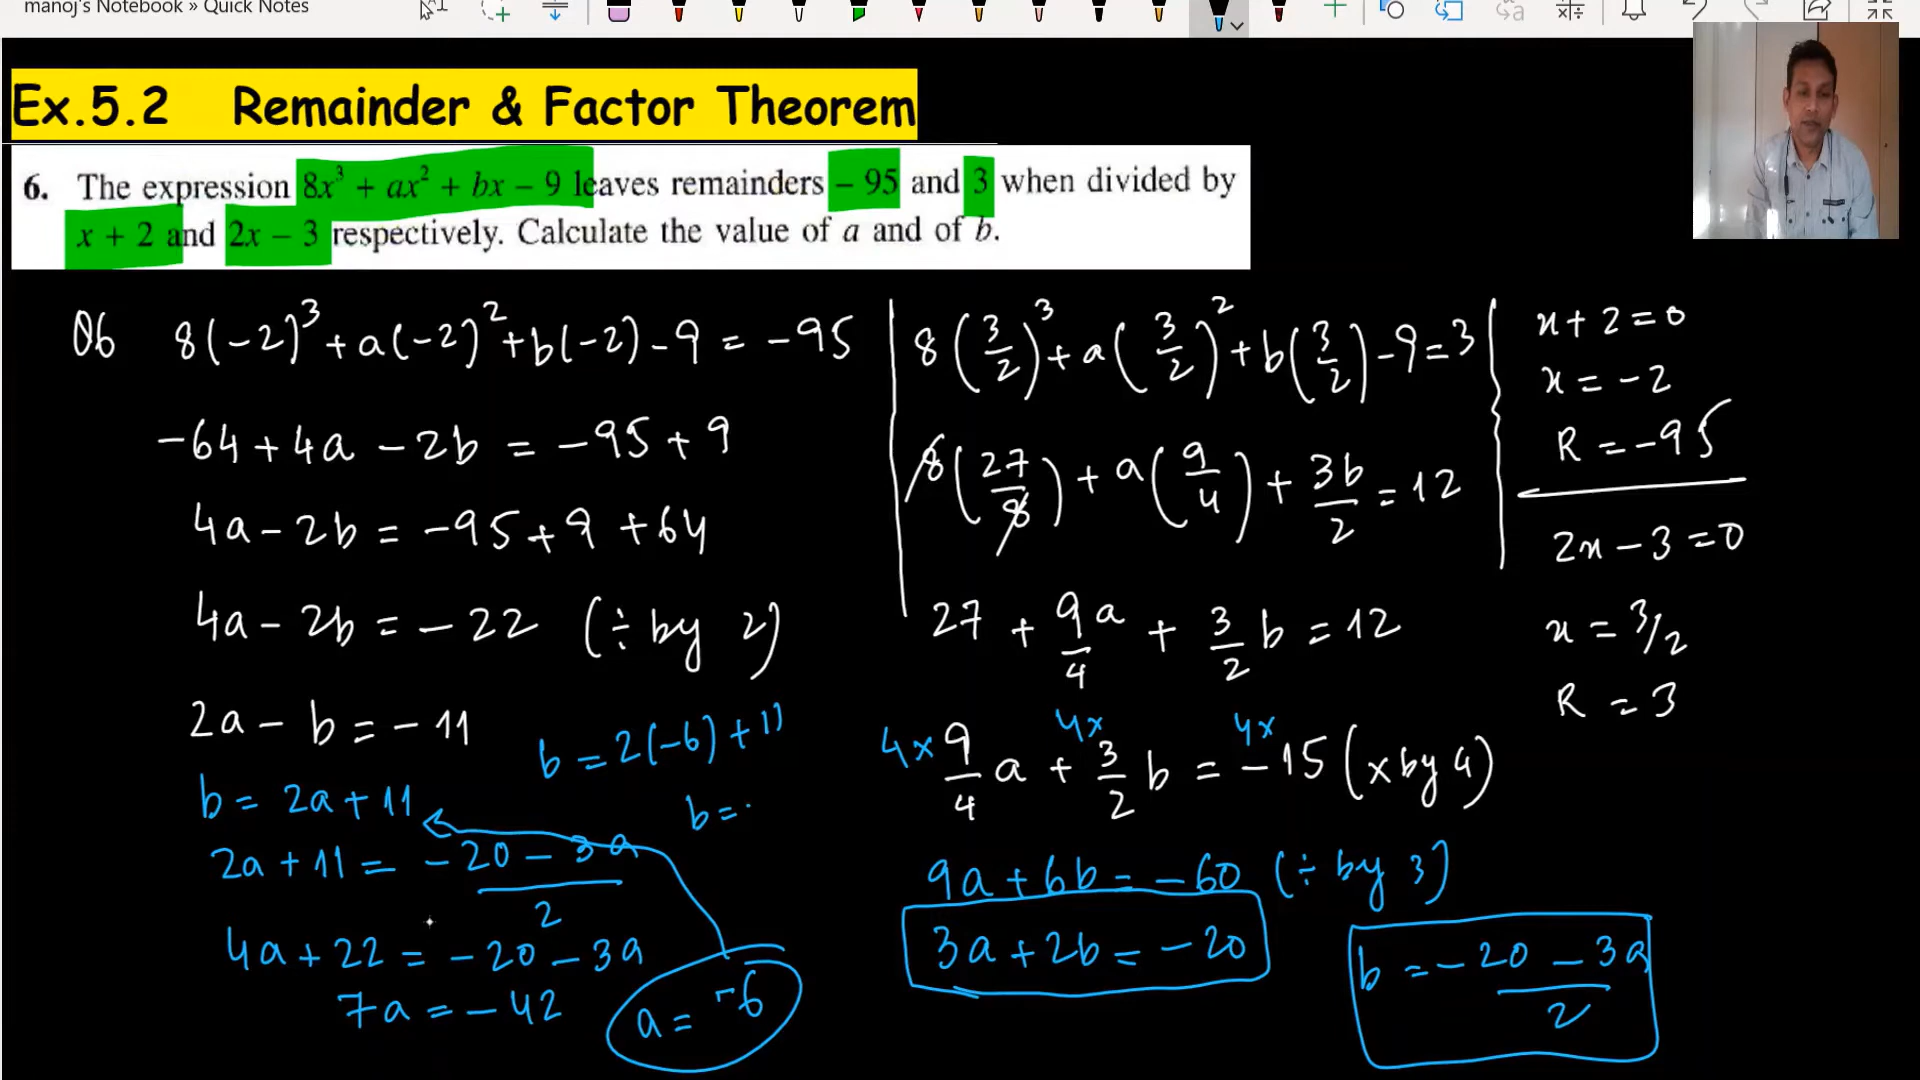 manoj's Notebook » Quick Notes
Ex.5.2 Remainder & Factor Theorem
6. The expression 8x³ + ax² + bx – 9 leaves remainders – 95 and 3 when divided by
x + 2 and 2x – 3 respectively. Calculate the value of a and of b.
Q6 8(-2)³+a(-2)²+b(-2)-9 = -95
-64+4a-2b = -95+9
4a-2b = -95+9+64
4a-2b = -22 (÷ by 2)
2a-b = -11
b = 2a+11
2a+11 = (-20-3a)/2
4a+22 = -20-3a
7a = -42
a = -6
b = 2(-6)+11
b = -
8(3/2)³+a(3/2)²+b(3/2)-9=3
8(27/8)+a(9/4)+3b/2=12
27+9a/4+3/2 b=12
4x 9/4 a + 4x 3/2 b = 4x -15 (x by 4)
9a+6b = -60 (÷ by 3)
3a+2b = -20
b = (-20-3a)/2
x+2=0
x=-2
R=-95
2x-3=0
x=3/2
R=3